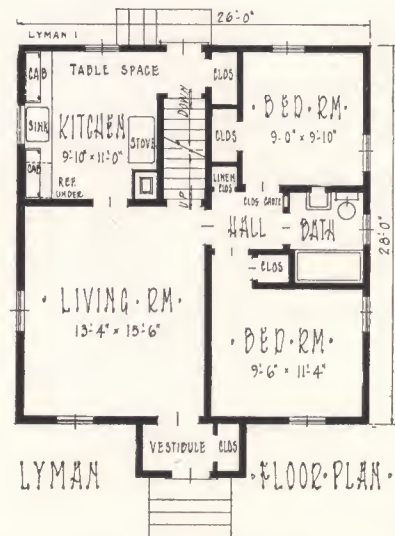 26'-0"
LYMAN 1
TABLE SPACE
CAB
SINK
CAB
KITCHEN
9'-10" × 11'-0"
STOVE
REF.
UNDER
DOWN
UP
CLOS
CLOS
LINEN
CLOS
BED·RM·
9'-0" × 9'-10"
CLOS
HALL
BATH
CLOS
28'-0"
·LIVING·RM·
13'-4" × 15'-6"
·BED·RM·
9'-6" × 11'-4"
VESTIBULE
CLOS
LYMAN
·FLOOR·PLAN·